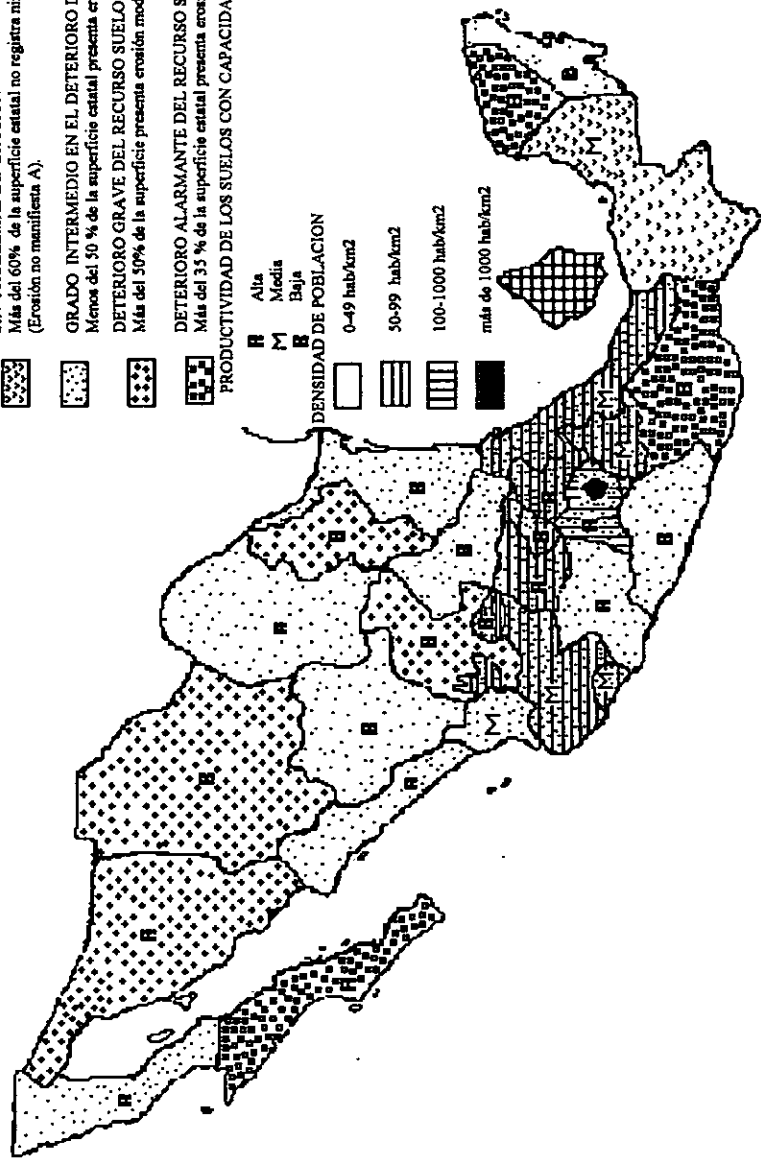 Más del 60% de la superficie estatal no registra ni
(Erosión no manifiesta A).
GRADO INTERMEDIO EN EL DETERIORO
Menos del 50 % de la superficie estatal presenta
DETERIORO GRAVE DEL RECURSO SUELO
Más del 50% de la superficie presenta erosión
DETERIORO ALARMANTE DEL RECURSO
Más del 35 % de la superficie estatal presenta
PRODUCTIVIDAD DE LOS SUELOS CON
A Alta
M Media
B Baja
DENSIDAD DE POBLACION
0-49 hab/km2
50-99 hab/km2
100-1000 hab/km2
más de 1000 hab/km2
B
B
M
A
A
A
B
A
B
B
A
B
B
B
M
B
M
M
A
B
A
A
A
B
M
M
B